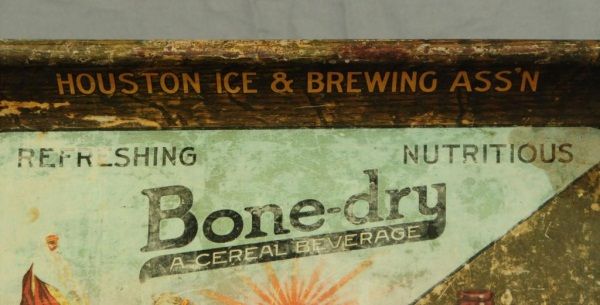 HOUSTON ICE & BREWING ASS'N
REFRESHING NUTRITIOUS
Bone-dry
A CEREAL BEVERAGE